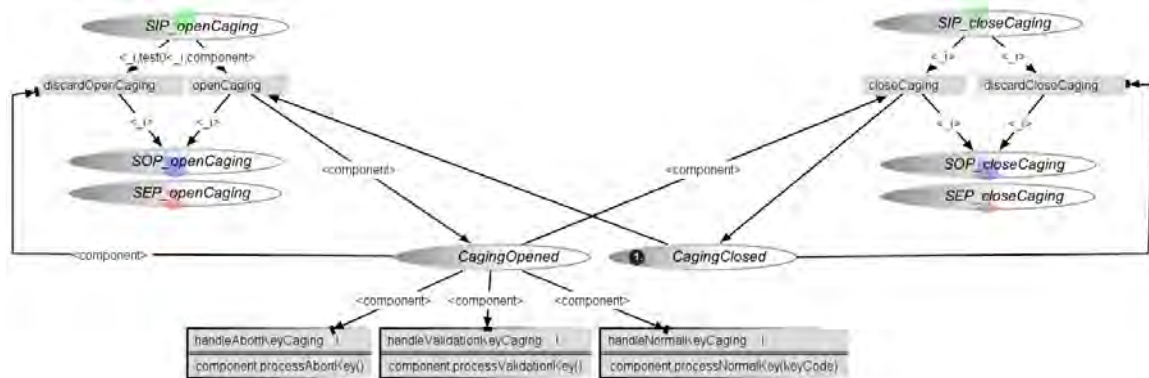 SIP_openCaging
SIP_closeCaging
<_i,test()<_i,component>
<_i>
<_i>
discardOpenCaging
openCaging
closeCaging
discardCloseCaging
<_i>
<_i>
<_i>
<_i>
SOP_openCaging
SOP_closeCaging
<component>
<component>
SEP_openCaging
SEP_closeCaging
<component>
CagingOpened
1
CagingClosed
<component>
<component>
<component>
handleAbortKeyCaging
handleValidationKeyCaging
handleNormalKeyCaging
component.processAbortKey()
component.processValidationKey()
component.processNormalKey(keyCode)